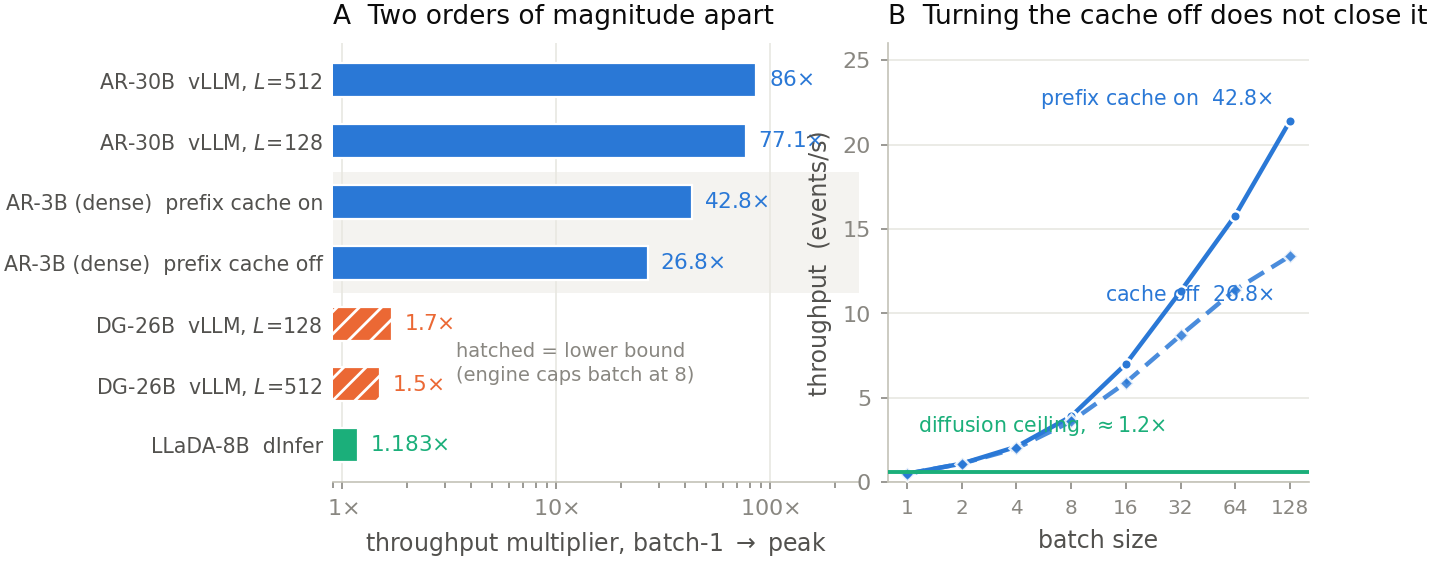 A  Two orders of magnitude apart
AR-30B  vLLM, L=512
86×
AR-30B  vLLM, L=128
77.1×
AR-3B (dense)  prefix cache on
42.8×
AR-3B (dense)  prefix cache off
26.8×
DG-26B  vLLM, L=128
1.7×
hatched = lower bound
(engine caps batch at 8)
DG-26B  vLLM, L=512
1.5×
LLaDA-8B  dInfer
1.183×
1×
10×
100×
throughput multiplier, batch-1 → peak
B  Turning the cache off does not close it
throughput  (events/s)
25
20
15
10
5
0
prefix cache on  42.8×
cache off  26.8×
diffusion ceiling, ≈1.2×
1
2
4
8
16
32
64
128
batch size